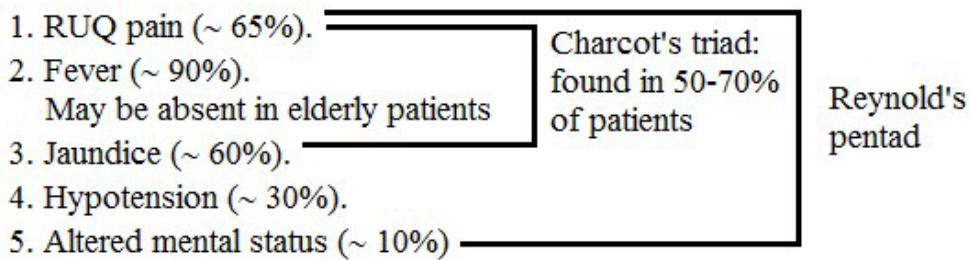 1. RUQ pain (~ 65%).
2. Fever (~ 90%).
May be absent in elderly patients
3. Jaundice (~ 60%).
4. Hypotension (~ 30%).
5. Altered mental status (~ 10%)
Charcot's triad:
found in 50-70%
of patients
Reynold's
pentad